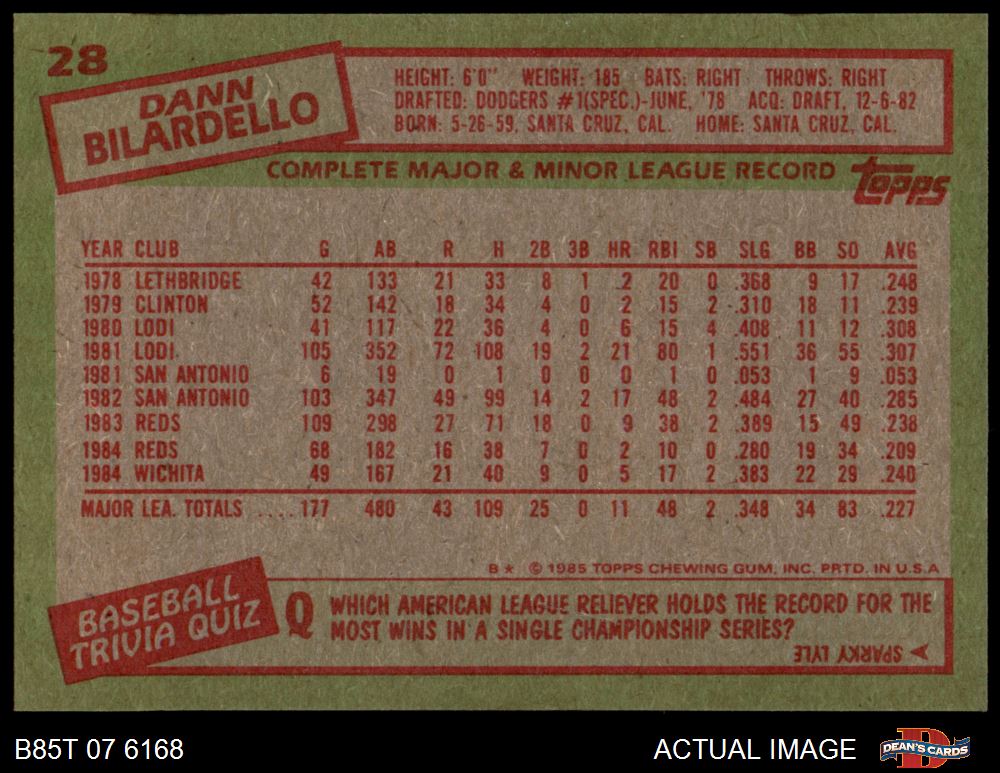 28
DANN
BILARDELLO
HEIGHT: 6'0" WEIGHT: 185 BATS: RIGHT THROWS: RIGHT
DRAFTED: DODGERS #1(SPEC.)-JUNE, '78 ACQ: DRAFT, 12-6-82
BORN: 5-26-59, SANTA CRUZ, CAL. HOME: SANTA CRUZ, CAL.
COMPLETE MAJOR & MINOR LEAGUE RECORD
topps
YEAR CLUB G AB R H 2B 3B HR RBI SB SLG BB SO AVG
1978 LETHBRIDGE 42 133 21 33 8 1 2 20 0 .368 9 17 .248
1979 CLINTON 52 142 18 34 4 0 2 15 2 .310 18 11 .239
1980 LODI 41 117 22 36 4 0 6 15 4 .408 11 12 .308
1981 LODI 105 352 72 108 19 2 21 80 1 .551 36 55 .307
1981 SAN ANTONIO 6 19 0 1 0 0 0 1 0 .053 1 9 .053
1982 SAN ANTONIO 103 347 49 99 14 2 17 48 2 .484 27 40 .285
1983 REDS 109 298 27 71 18 0 9 38 2 .389 15 49 .238
1984 REDS 68 182 16 38 7 0 2 10 0 .280 19 34 .209
1984 WICHITA 49 167 21 40 9 0 5 17 2 .383 22 29 .240
MAJOR LEA. TOTALS ....177 480 43 109 25 0 11 48 2 .348 34 83 .227
B★ © 1985 TOPPS CHEWING GUM, INC. PRTD. IN U.S.A
BASEBALL
TRIVIA QUIZ
Q WHICH AMERICAN LEAGUE RELIEVER HOLDS THE RECORD FOR THE
MOST WINS IN A SINGLE CHAMPIONSHIP SERIES?
SPARKY LYLE
B85T 07 6168
ACTUAL IMAGE
DEAN'S CARDS